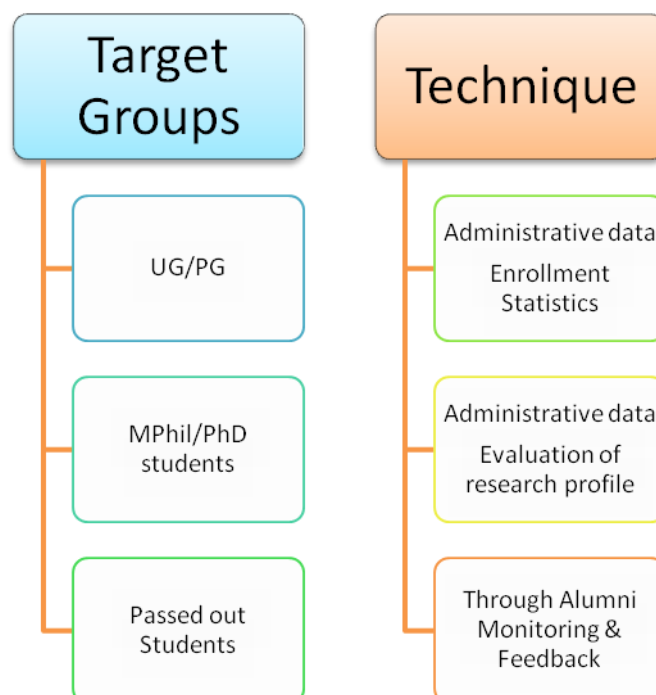 Target
Groups
UG/PG
MPhil/PhD
students
Passed out
Students
Technique
Administrative data
Enrollment
Statistics
Administrative data
Evaluation of
research profile
Through Alumni
Monitoring &
Feedback